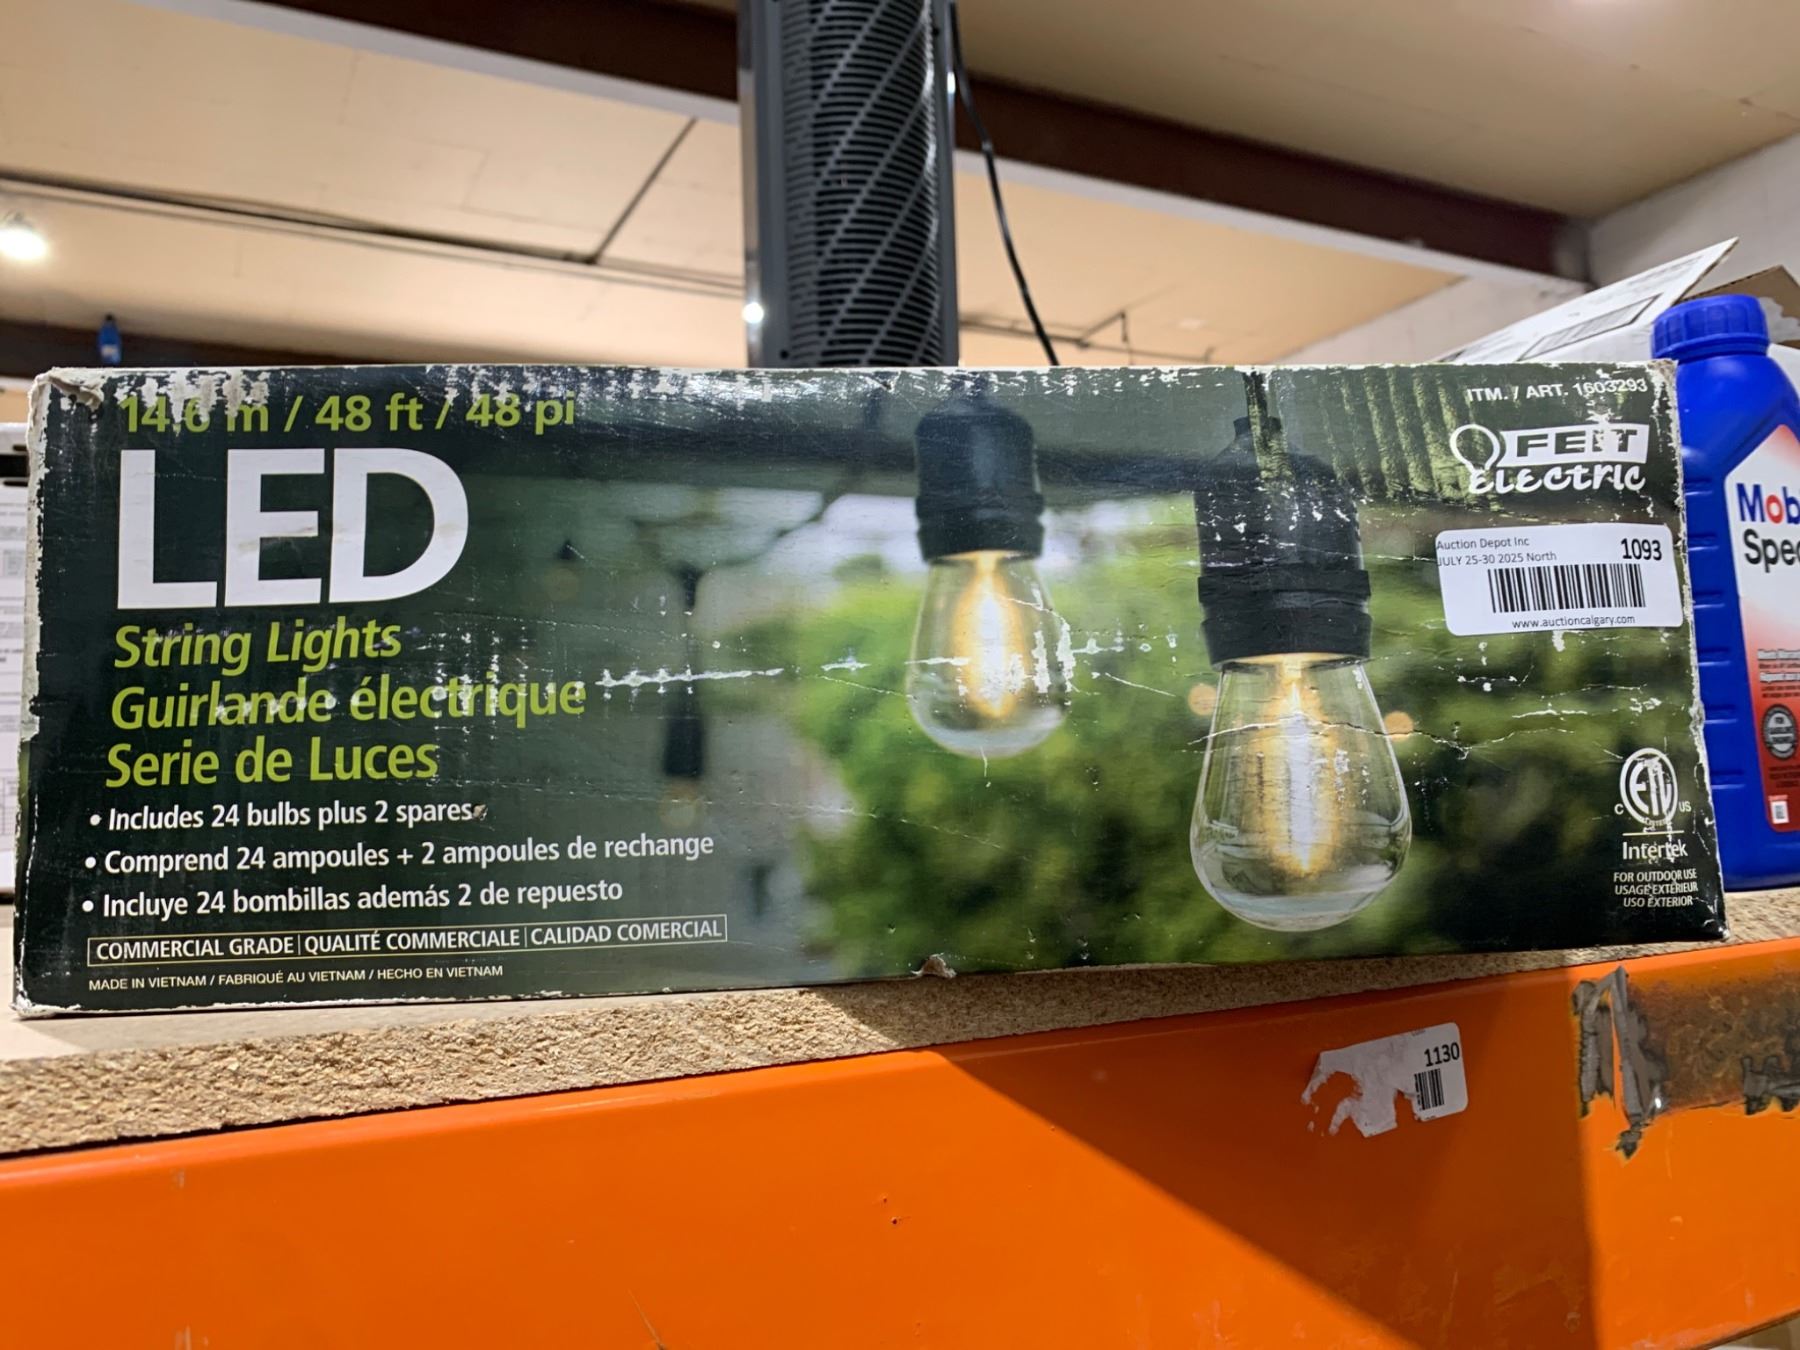 14.6 m / 48 ft / 48 pi
LED
String Lights
Guirlande électrique
Serie de Luces
• Includes 24 bulbs plus 2 spares
• Comprend 24 ampoules + 2 ampoules de rechange
• Incluye 24 bombillas además 2 de repuesto
COMMERCIAL GRADE | QUALITÉ COMMERCIALE | CALIDAD COMERCIAL
MADE IN VIETNAM / FABRIQUÉ AU VIETNAM / HECHO EN VIETNAM
ITM. / ART. 1603293
FEIT
Electric
Auction Depot Inc
JULY 25-30 2025 North
1093
www.auctioncalgary.com
C ETL US
LISTED
Intertek
FOR OUTDOOR USE
USAGE EXTÉRIEUR
USO EXTERIOR
Mob
Spec
1130